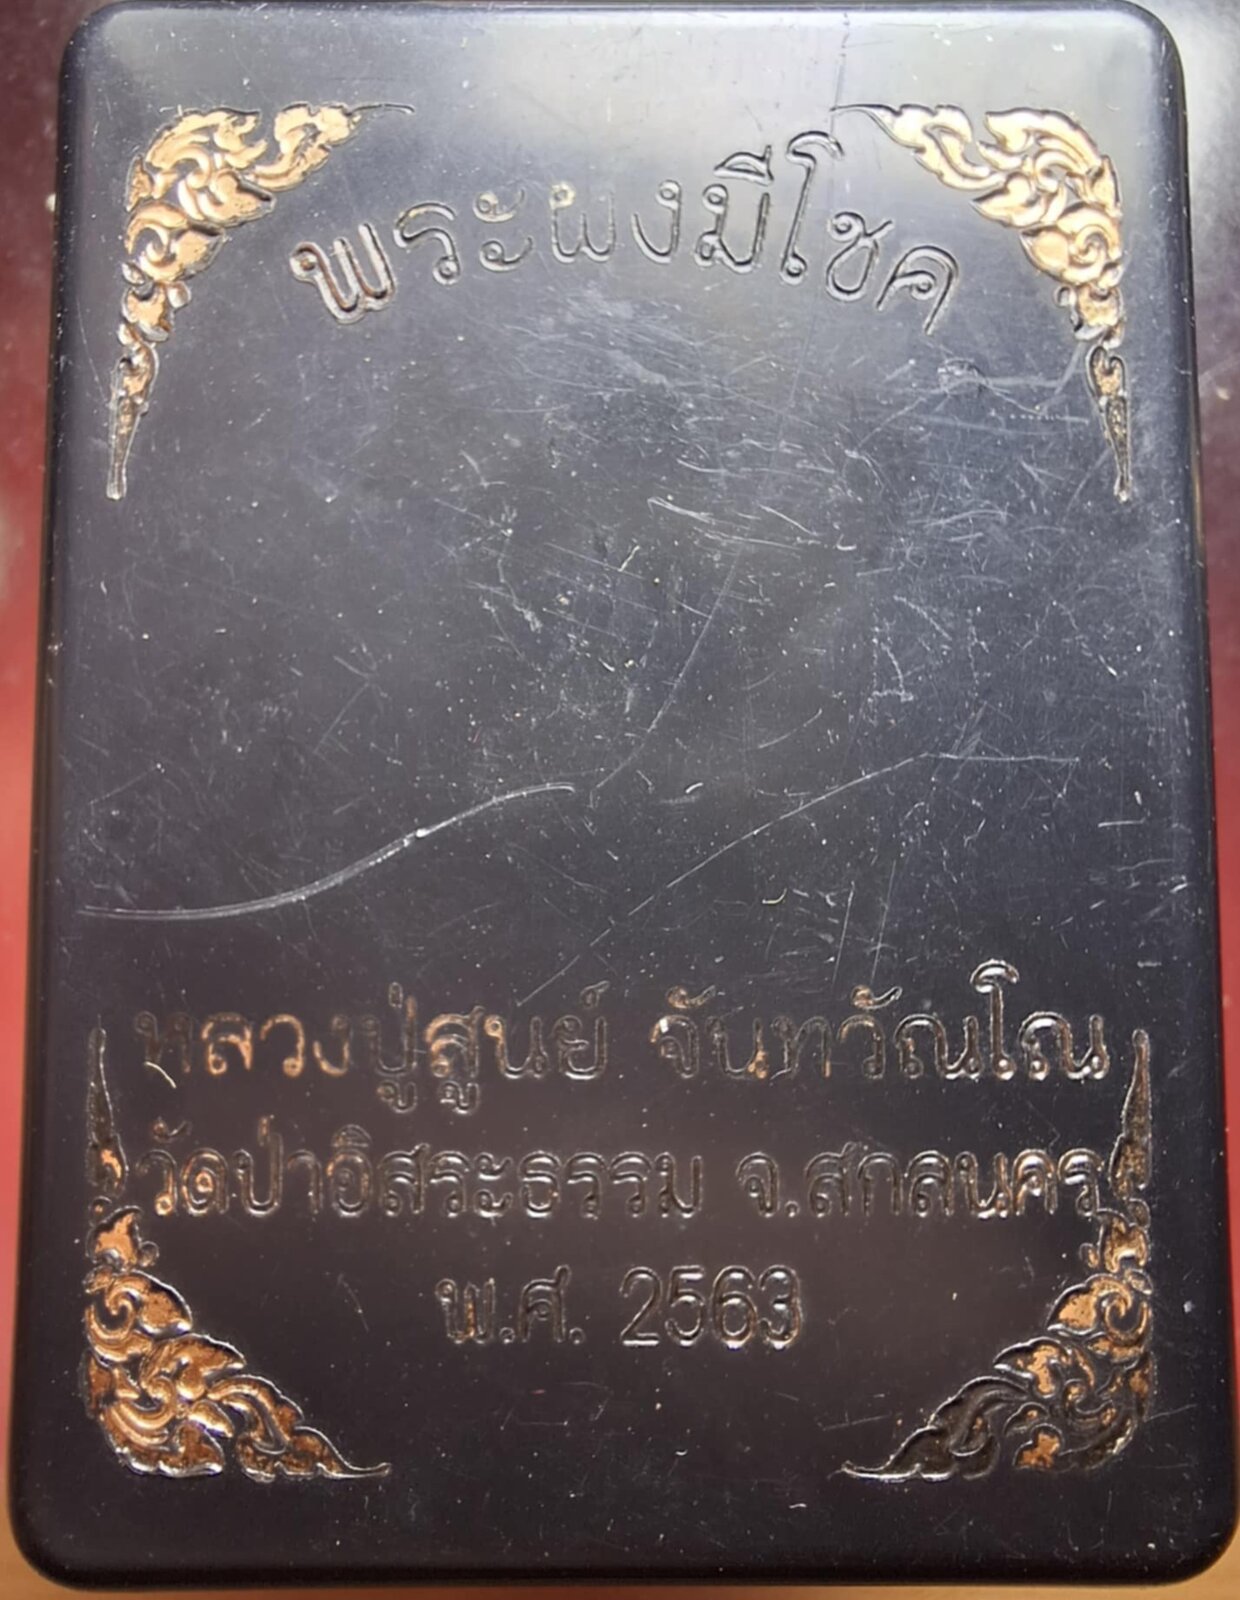 พระผงมีโชค
หลวงปู่สูนย์ จันทวัณโณ
วัดป่าอิสระธรรม จ.สกลนคร
พ.ศ. 2563